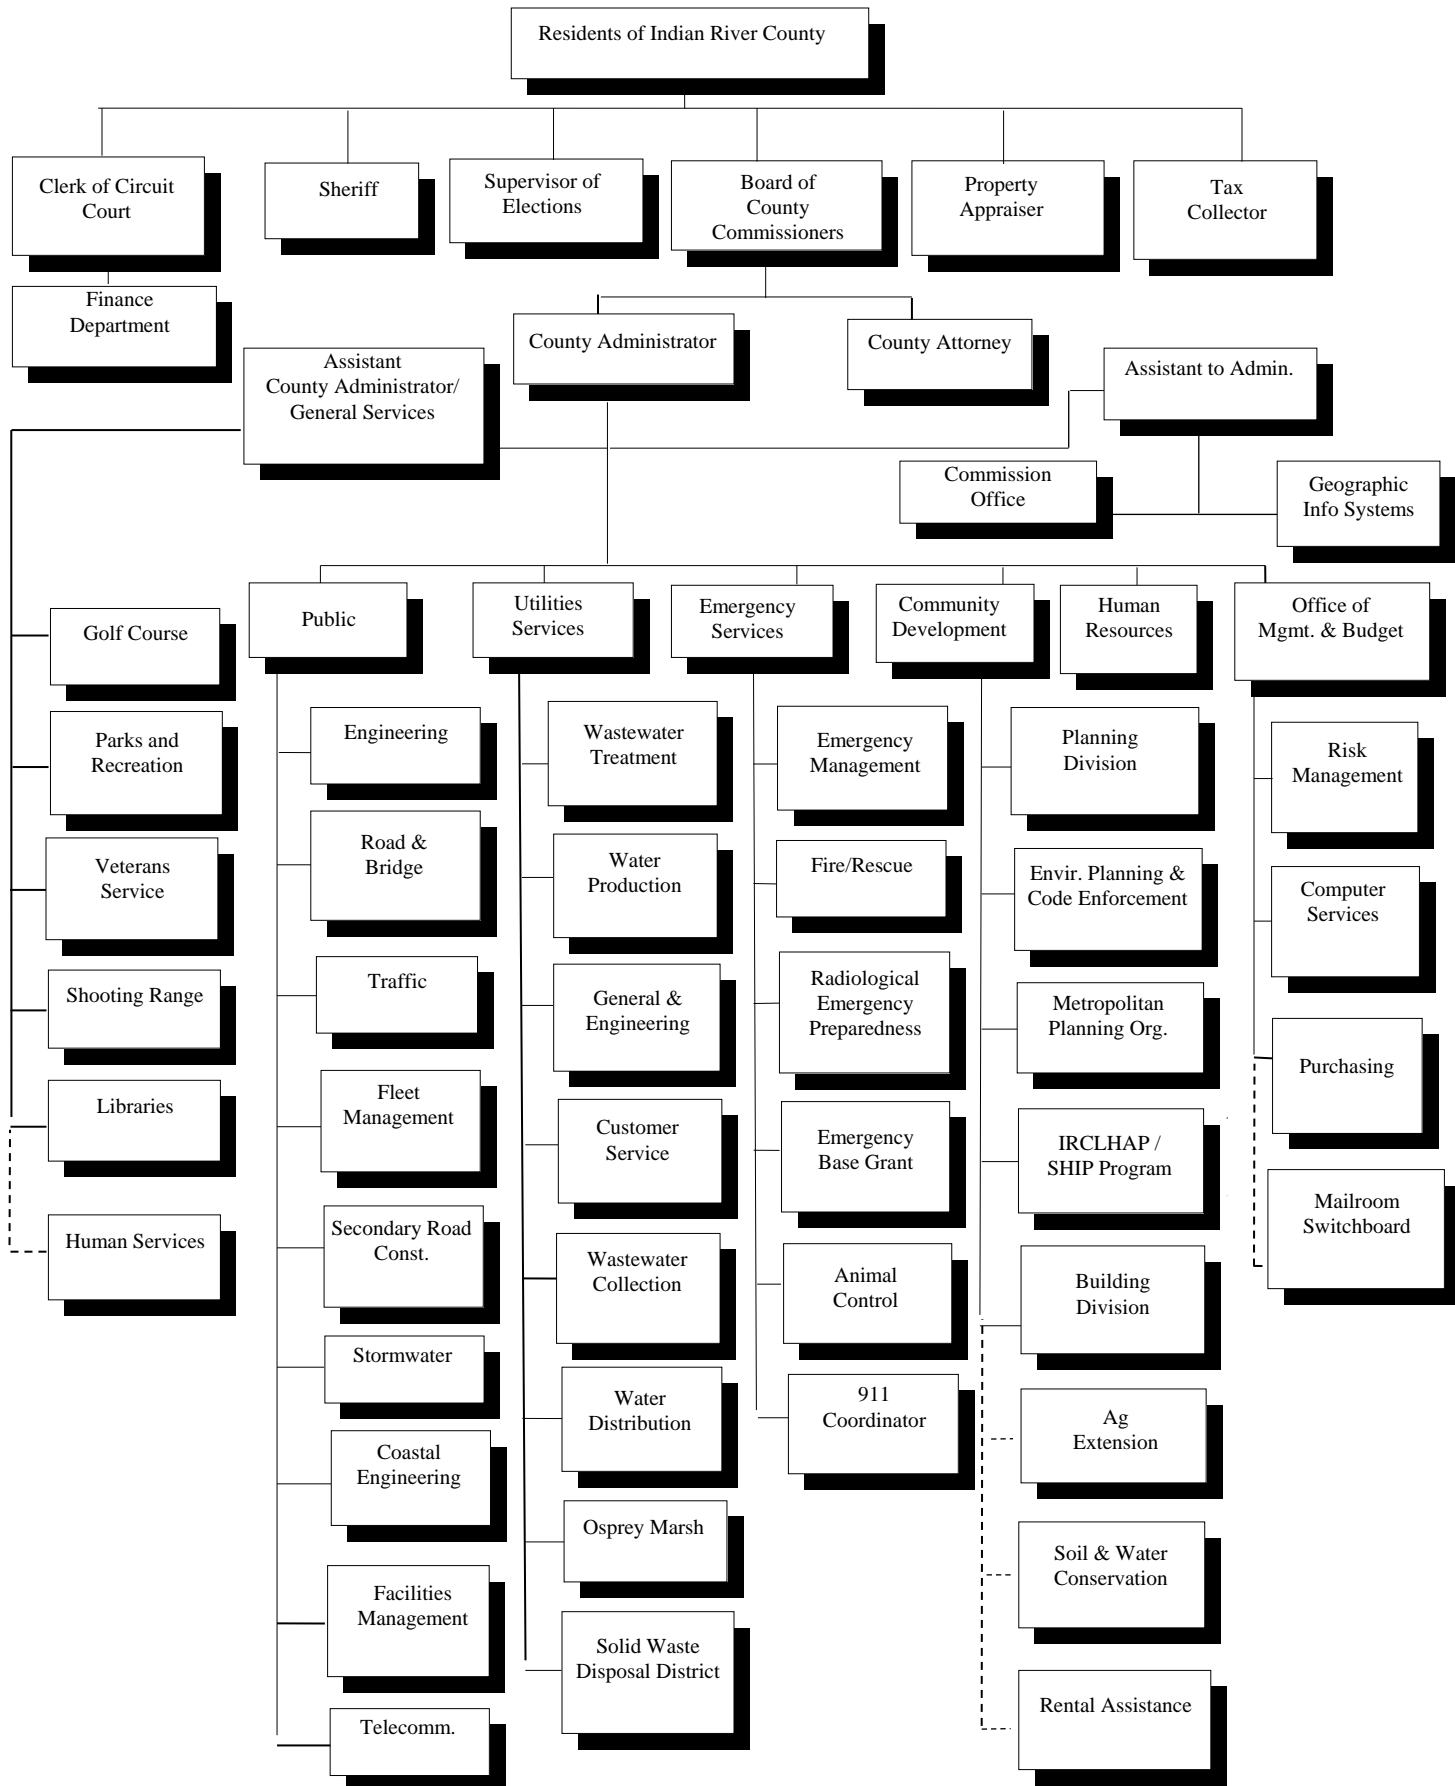 Residents of Indian River County
Clerk of Circuit
Court
Sheriff
Supervisor of
Elections
Board of
County
Commissioners
Property
Appraiser
Tax
Collector
Finance
Department
Assistant
County Administrator/
General Services
County Administrator
County Attorney
Assistant to Admin.
Commission
Office
Geographic
Info Systems
Golf Course
Parks and
Recreation
Veterans
Service
Shooting Range
Libraries
Human Services
Public
Engineering
Road &
Bridge
Traffic
Fleet
Management
Secondary Road
Const.
Stormwater
Coastal
Engineering
Facilities
Management
Telecomm.
Utilities
Services
Wastewater
Treatment
Water
Production
General &
Engineering
Customer
Service
Wastewater
Collection
Water
Distribution
Osprey Marsh
Solid Waste
Disposal District
Emergency
Services
Emergency
Management
Fire/Rescue
Radiological
Emergency
Preparedness
Emergency
Base Grant
Animal
Control
911
Coordinator
Community
Development
Planning
Division
Envir. Planning &
Code Enforcement
Metropolitan
Planning Org.
IRCLHAP /
SHIP Program
Building
Division
Ag
Extension
Soil & Water
Conservation
Rental Assistance
Human
Resources
Office of
Mgmt. & Budget
Risk
Management
Computer
Services
Purchasing
Mailroom
Switchboard